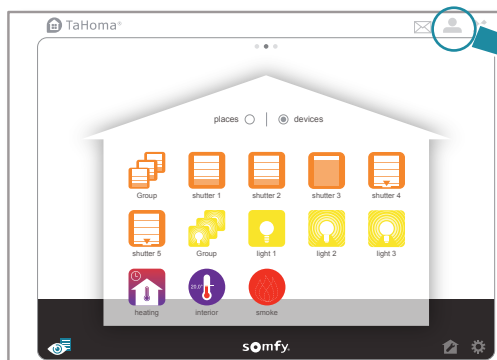 TaHoma®
places devices
Group shutter 1 shutter 2 shutter 3 shutter 4
shutter 5 Group light 1 light 2 light 3
20,0°
heating interior smoke
somfy.